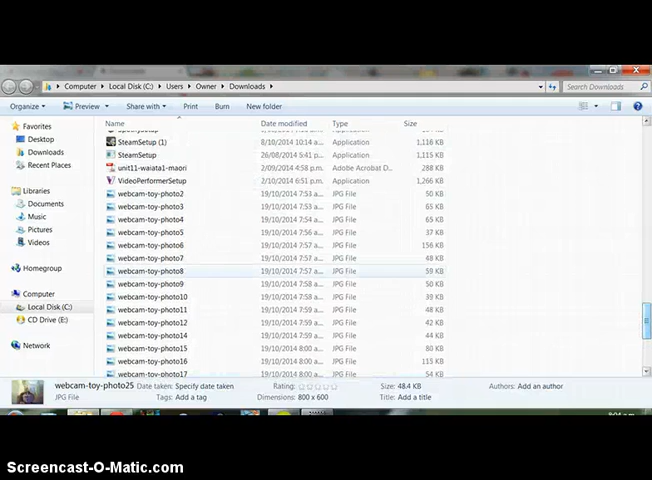 Computer ▸ Local Disk (C:) ▸ Users ▸ Owner ▸ Downloads ▸ Search Downloads
Organize Preview Share with Print Burn New folder
Name Date modified Type Size
SteamSetup (1) 8/10/2014 10:14 a... Application 1,116 KB
SteamSetup 26/08/2014 5:41 p... Application 1,115 KB
unit11-waiata1-maori 2/09/2014 4:58 p.m. Adobe Acrobat D... 288 KB
VideoPerformerSetup 2/10/2014 6:51 p.m. Application 1,266 KB
webcam-toy-photo2 19/10/2014 7:53 a... JPG File 50 KB
webcam-toy-photo3 19/10/2014 7:53 a... JPG File 65 KB
webcam-toy-photo4 19/10/2014 7:54 a... JPG File 65 KB
webcam-toy-photo5 19/10/2014 7:56 a... JPG File 37 KB
webcam-toy-photo6 19/10/2014 7:57 a... JPG File 156 KB
webcam-toy-photo7 19/10/2014 7:57 a... JPG File 48 KB
webcam-toy-photo8 19/10/2014 7:57 a... JPG File 59 KB
webcam-toy-photo9 19/10/2014 7:58 a... JPG File 50 KB
webcam-toy-photo10 19/10/2014 7:58 a... JPG File 39 KB
webcam-toy-photo11 19/10/2014 7:59 a... JPG File 48 KB
webcam-toy-photo12 19/10/2014 7:59 a... JPG File 42 KB
webcam-toy-photo14 19/10/2014 7:59 a... JPG File 44 KB
webcam-toy-photo15 19/10/2014 8:00 a... JPG File 80 KB
webcam-toy-photo16 19/10/2014 8:00 a... JPG File 115 KB
webcam-toy-photo17 19/10/2014 8:00 a... JPG File 54 KB
Favorites
Desktop
Downloads
Recent Places
Libraries
Documents
Music
Pictures
Videos
Homegroup
Computer
Local Disk (C:)
CD Drive (E:)
Network
webcam-toy-photo25 Date taken: Specify date taken Rating: Size: 48.4 KB Authors: Add an author
JPG File Tags: Add a tag Dimensions: 800 x 600 Title: Add a title
Screencast-O-Matic.com